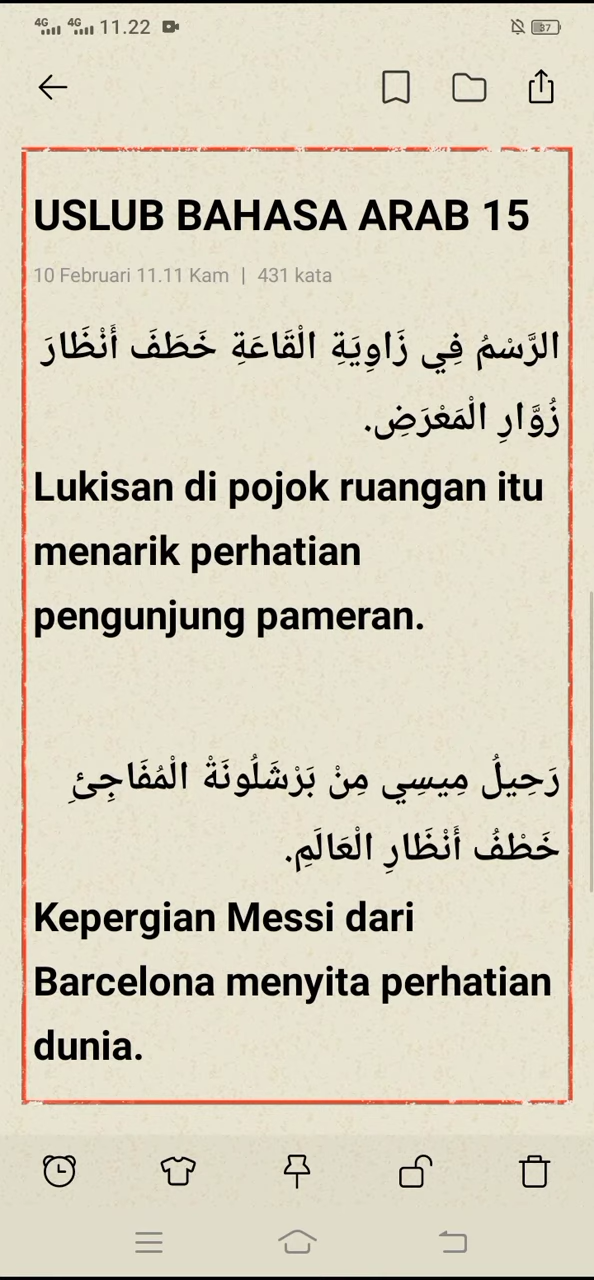 4G 4G 11.22 37
USLUB BAHASA ARAB 15
10 Februari 11.11 Kam | 431 kata
الرَّسْمُ فِي زَاوِيَةِ الْقَاعَةِ خَطَفَ أَنْظَارَ
زُوَّارِ الْمَعْرَضِ.
Lukisan di pojok ruangan itu
menarik perhatian
pengunjung pameran.
رَحِيلُ مِيسِي مِنْ بَرْشَلُونَةْ الْمُفَاجِئِ
خَطْفُ أَنْظَارِ الْعَالَمِ.
Kepergian Messi dari
Barcelona menyita perhatian
dunia.